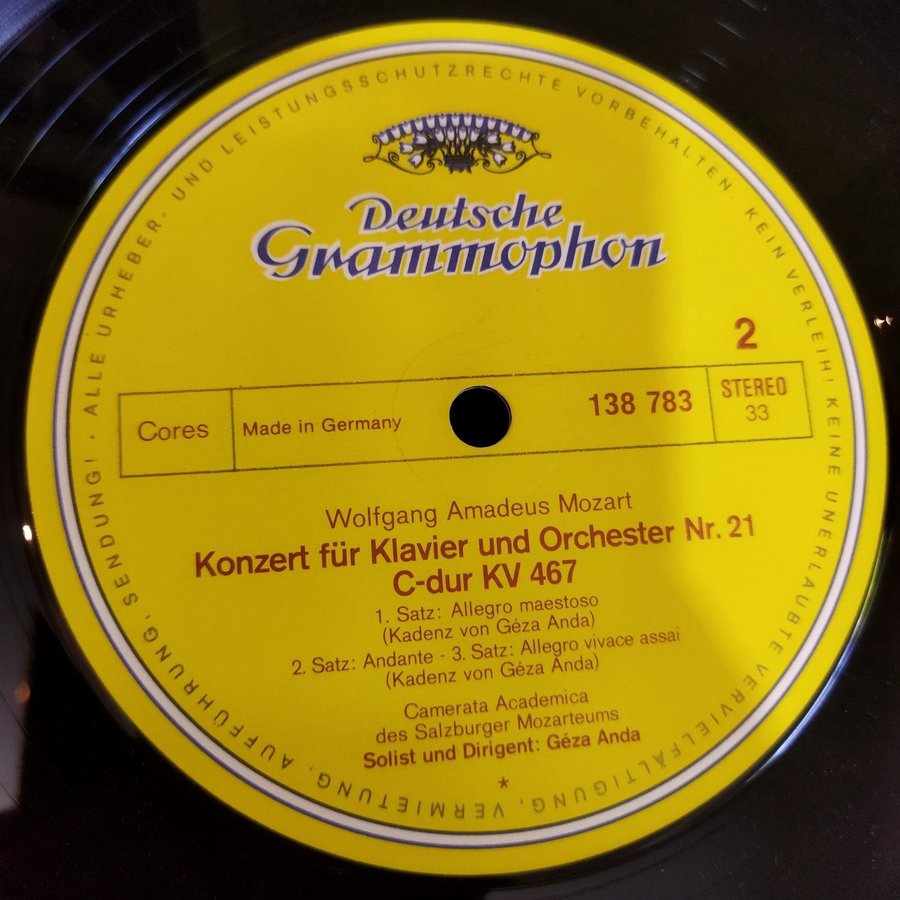 Deutsche
Grammophon
2
Cores
Made in Germany
138 783
STEREO
33
Wolfgang Amadeus Mozart
Konzert für Klavier und Orchester Nr. 21
C-dur KV 467
1. Satz: Allegro maestoso
(Kadenz von Géza Anda)
2. Satz: Andante - 3. Satz: Allegro vivace assai
(Kadenz von Géza Anda)
Camerata Academica
des Salzburger Mozarteums
Solist und Dirigent: Géza Anda
*
ALLE URHEBER- UND LEISTUNGSSCHUTZRECHTE VORBEHALTEN. KEIN VERLEIH! KEINE UNERLAUBTE VERVIELFÄLTIGUNG, VERMIETUNG, AUFFÜHRUNG, SENDUNG!